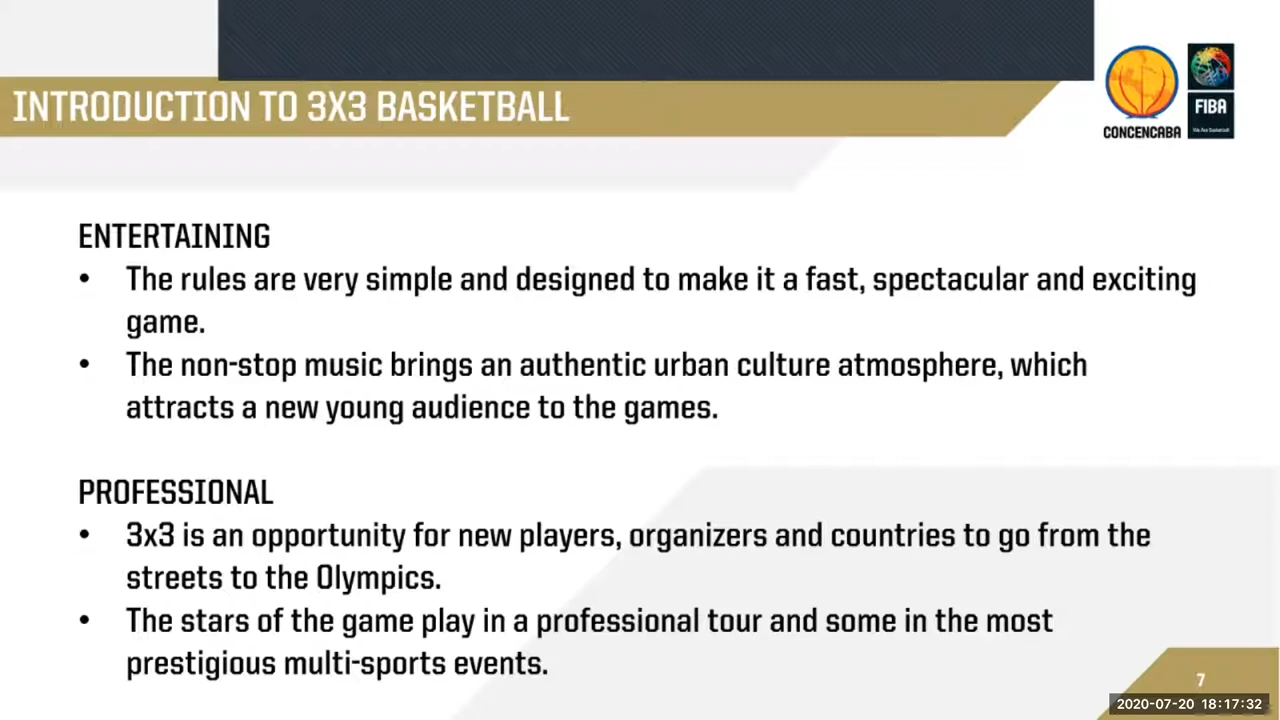 INTRODUCTION TO 3X3 BASKETBALL
CONCENCABA
FIBA
We Are Basketball
ENTERTAINING
• The rules are very simple and designed to make it a fast, spectacular and exciting
game.
• The non-stop music brings an authentic urban culture atmosphere, which
attracts a new young audience to the games.
PROFESSIONAL
• 3x3 is an opportunity for new players, organizers and countries to go from the
streets to the Olympics.
• The stars of the game play in a professional tour and some in the most
prestigious multi-sports events.
7
2020-07-20 18:17:32